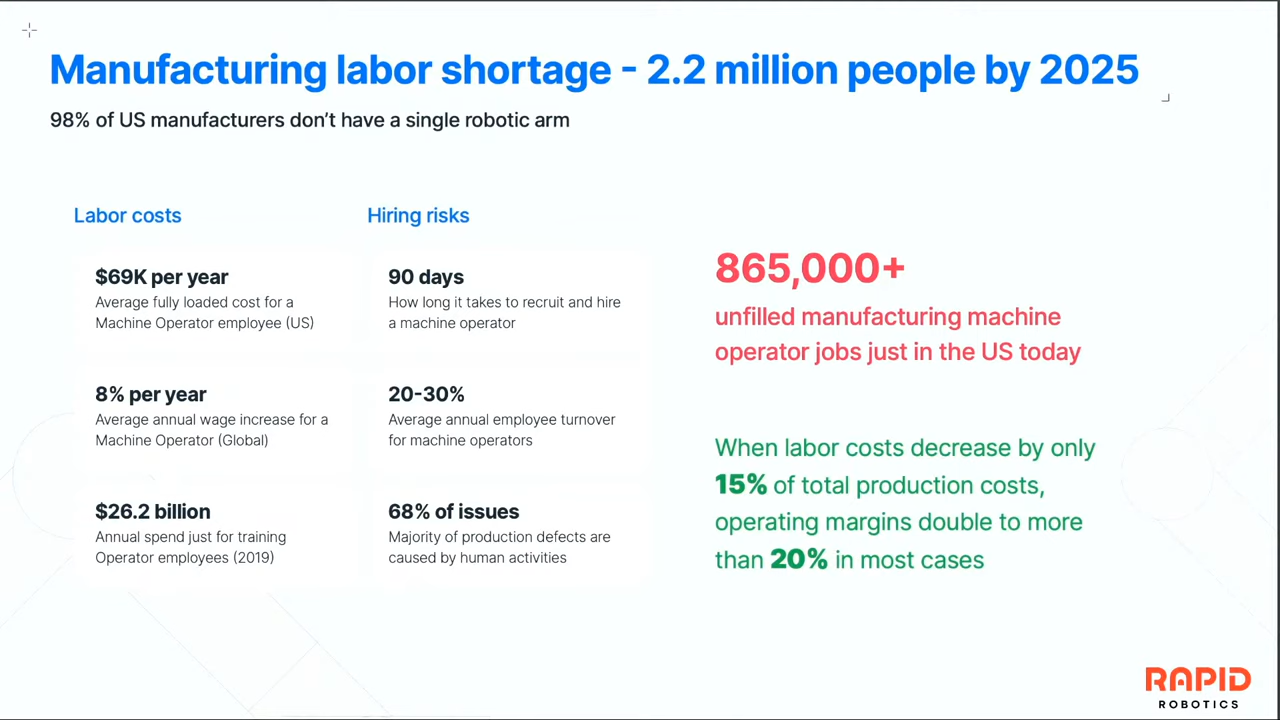 Manufacturing labor shortage - 2.2 million people by 2025
98% of US manufacturers don't have a single robotic arm
Labor costs
$69K per year
Average fully loaded cost for a
Machine Operator employee (US)
8% per year
Average annual wage increase for a
Machine Operator (Global)
$26.2 billion
Annual spend just for training
Operator employees (2019)
Hiring risks
90 days
How long it takes to recruit and hire
a machine operator
20-30%
Average annual employee turnover
for machine operators
68% of issues
Majority of production defects are
caused by human activities
865,000+
unfilled manufacturing machine
operator jobs just in the US today
When labor costs decrease by only
15% of total production costs,
operating margins double to more
than 20% in most cases
RAPID
ROBOTICS